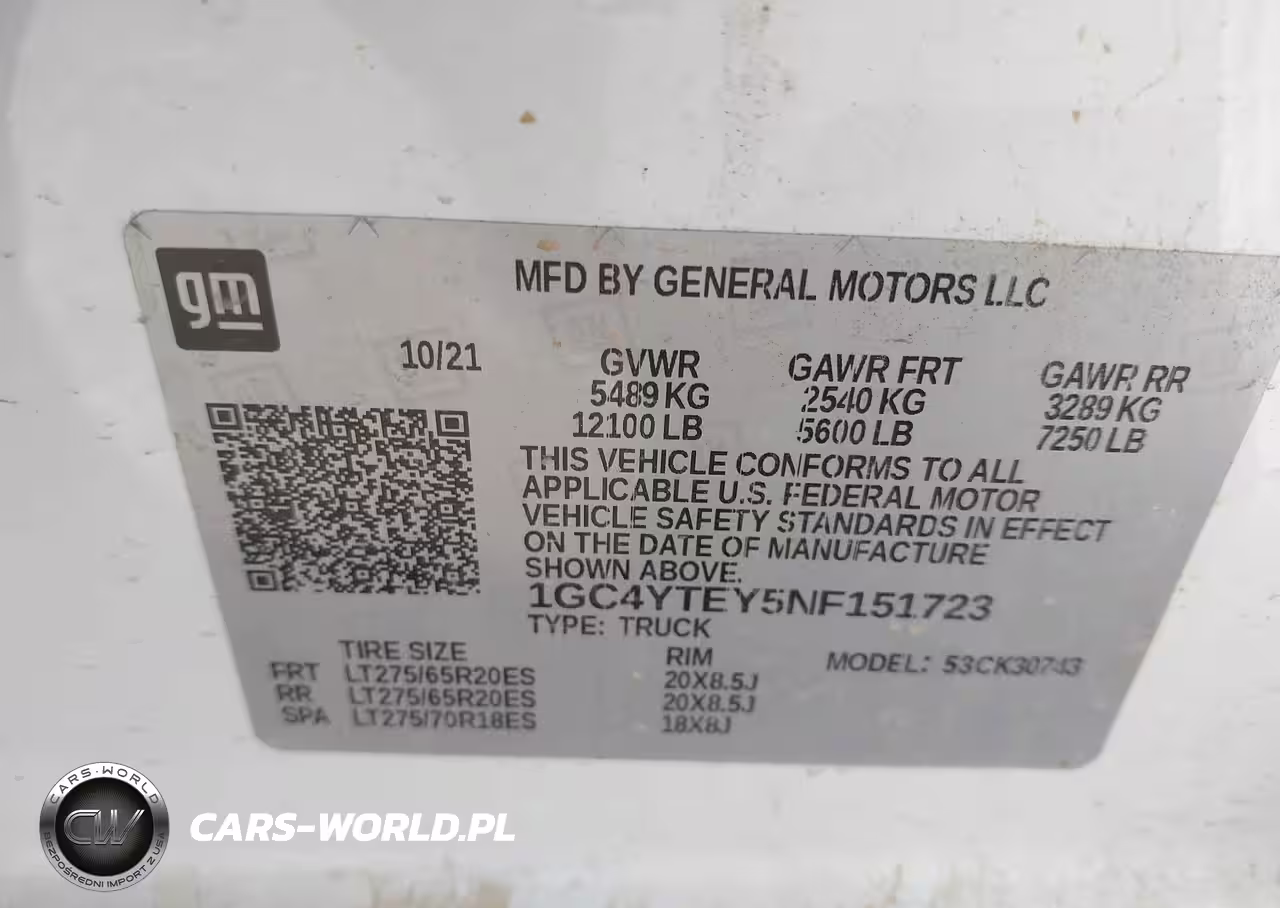 gm
MFD BY GENERAL MOTORS LLC
10/21
GVWR GAWR FRT GAWR RR
5489 KG 2540 KG 3289 KG
12100 LB 5600 LB 7250 LB
THIS VEHICLE CONFORMS TO ALL
APPLICABLE U.S. FEDERAL MOTOR
VEHICLE SAFETY STANDARDS IN EFFECT
ON THE DATE OF MANUFACTURE
SHOWN ABOVE.
1GC4YTEY5NF151723
TYPE: TRUCK
TIRE SIZE RIM MODEL: 53CK30743
FRT LT275/65R20ES 20X8.5J
RR LT275/65R20ES 20X8.5J
SPA LT275/70R18ES 18X8J
CARS-WORLD
CW
BEZPOŚREDNI IMPORT Z USA
CARS-WORLD.PL